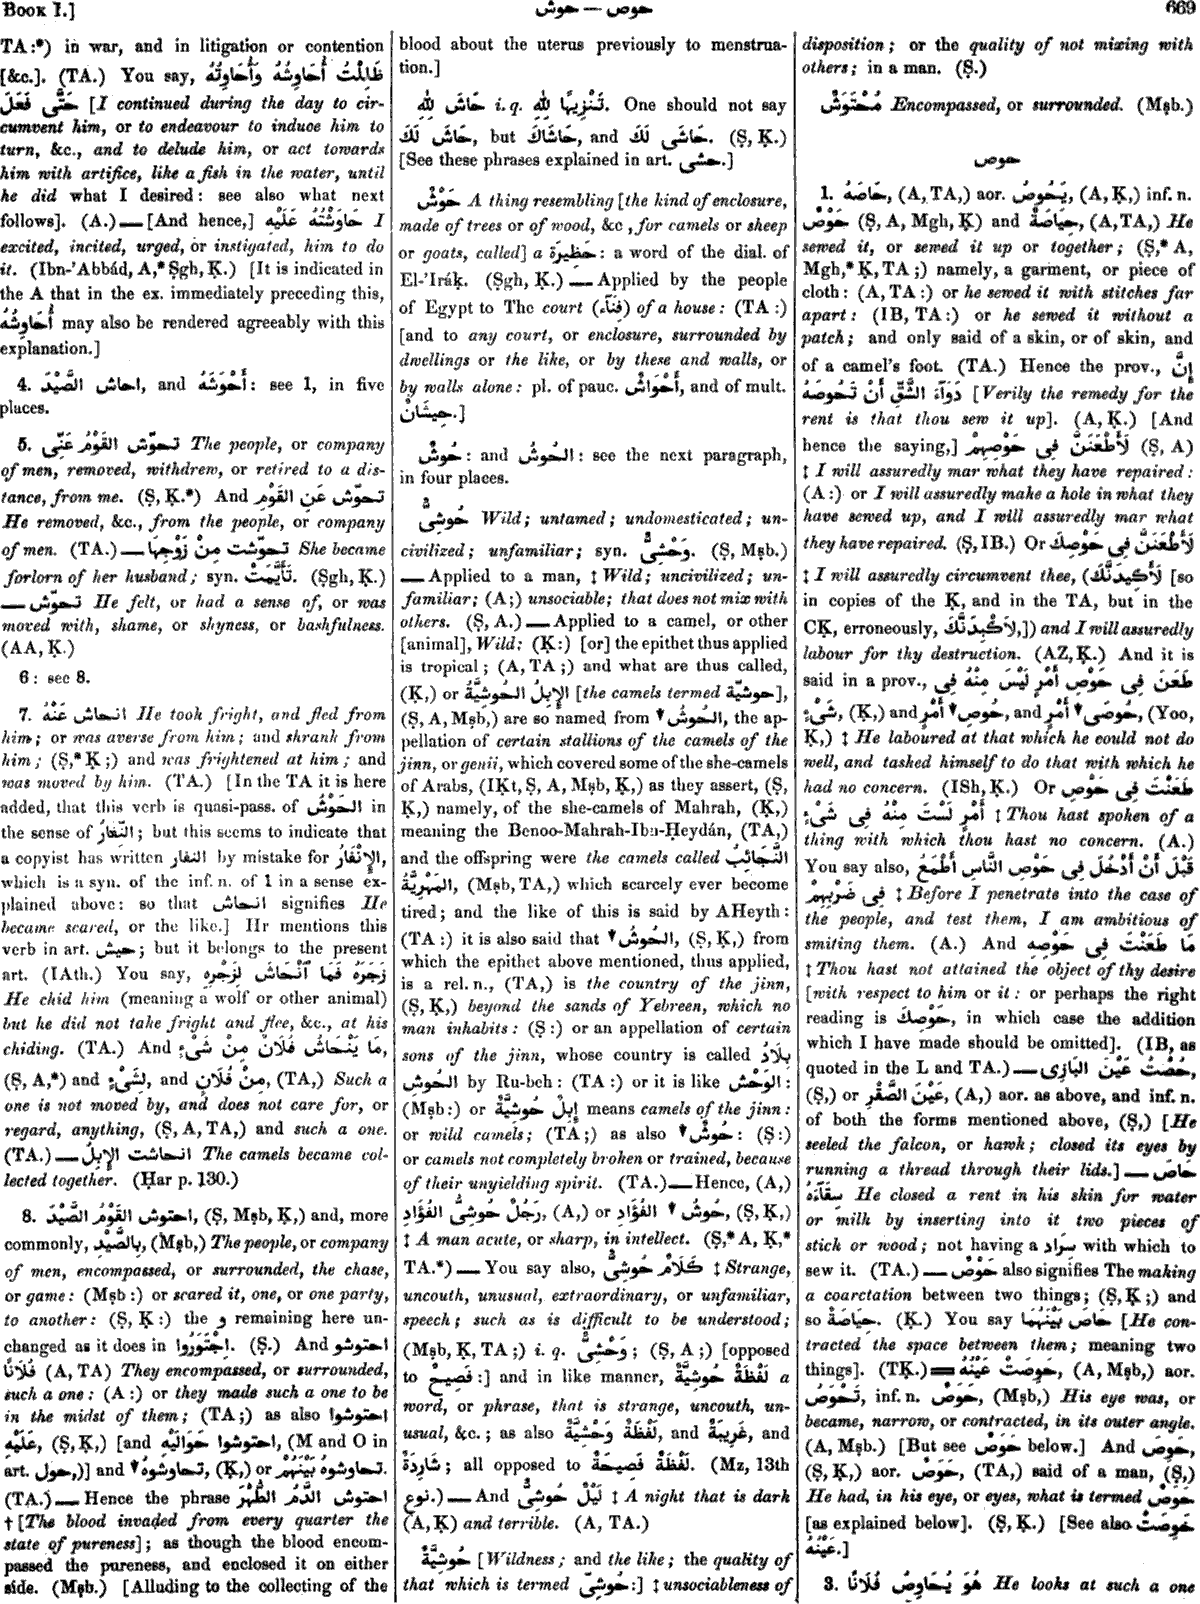 BOOK I.]
حوش — حوص
669
TA:*) in war, and in litigation or contention
[&c.]. (TA.) You say, ظَلِلْتُ أُحَاوِشُهُ وَأُحَاوِتُهُ
حَتَّى فَعَلَ [I continued during the day to cir-
cumvent him, or to endeavour to induce him to
turn, &c., and to delude him, or act towards
him with artifice, like a fish in the water, until
he did what I desired: see also what next
follows]. (A.) — [And hence,] حَاوَشْتُهُ عَلَيْهِ I
excited, incited, urged, or instigated, him to do
it. (Ibn-'Abbád, A,* Ṣgh, Ḳ.) [It is indicated in
the A that in the ex. immediately preceding this,
أُحَاوِشُهُ may also be rendered agreeably with this
explanation.]
4. احاش الصَّيْدَ, and أَحْوَشَهُ: see 1, in five
places.
5. تحوّش القَوْمُ عَنِّى The people, or company
of men, removed, withdrew, or retired to a dis-
tance, from me. (Ṣ, Ḳ.*) And تحوّش عَنِ القَوْمِ
He removed, &c., from the people, or company
of men. (TA.) — تحوّشت مِنْ زَوْجِهَا She became
forlorn of her husband; syn. تَأَيَّمَتْ. (Ṣgh, Ḳ.)
— تحوّش He felt, or had a sense of, or was
moved with, shame, or shyness, or bashfulness.
(AA, Ḳ.)
6: see 8.
7. انحاش عَنْهُ He took fright, and fled from
him; or was averse from him; and shrank from
him; (Ṣ,* Ḳ;) and was frightened at him; and
was moved by him. (TA.) [In the TA it is here
added, that this verb is quasi-pass. of الحَوْشُ in
the sense of النِّفَارُ; but this seems to indicate that
a copyist has written النفار by mistake for الإِنْفَارُ,
which is a syn. of the inf. n. of 1 in a sense ex-
plained above: so that انحاش signifies He
became scared, or the like.] Hr mentions this
verb in art. حيش; but it belongs to the present
art. (IAth.) You say, زَجَرَهُ فَمَا ٱنْحَاشَ لِزَجْرِهِ
He chid him (meaning a wolf or other animal)
but he did not take fright and flee, &c., at his
chiding. (TA.) And مَا يَنْحَاشُ فُلَانٌ مِنْ شَىْءٍ,
(Ṣ, A,*) and لِشَىْءٍ, and مِنْ فُلَانٍ, (TA,) Such a
one is not moved by, and does not care for, or
regard, anything, (Ṣ, A, TA,) and such a one.
(TA.) — انحاشت الإِبِلُ The camels became col-
lected together. (Ḥar p. 130.)
8. احتوش القَوْمُ الصَّيْدَ, (Ṣ, Mṣb, Ḳ,) and, more
commonly, بِالصَّيْدِ, (Mṣb,) The people, or company
of men, encompassed, or surrounded, the chase,
or game: (Mṣb:) or scared it, one, or one party,
to another: (Ṣ, Ḳ:) the و remaining here un-
changed as it does in اِجْتَوَرُوا. (Ṣ.) And احتوشو
فُلَانًا (A, TA) They encompassed, or surrounded,
such a one: (A:) or they made such a one to be
in the midst of them; (TA;) as also احتوشوا
عَلَيْهِ, (Ṣ, Ḳ,) [and احتوشوا حَوَالَيْهِ, (M and O in
art. حول,)] and ↓ تحاوشوهُ, (Ḳ,) or تحاوشوهُ بَيْنَهُمْ.
(TA.) — Hence the phrase احتوش الدَّمُ الطُّهْرَ
† [The blood invaded from every quarter the
state of pureness]; as though the blood encom-
passed the pureness, and enclosed it on either
side. (Mṣb.) [Alluding to the collecting of the
blood about the uterus previously to menstrua-
tion.]
حَاشَ لِلّٰهِ i. q. تَنْزِيهًا لِلّٰهِ. One should not say
حَاشَ لَكَ, but حَاشَاكَ, and حَاشَى لَكَ. (Ṣ, Ḳ.)
[See these phrases explained in art. حشى.]
حَوْشٌ A thing resembling [the kind of enclosure,
made of trees or of wood, &c, for camels or sheep
or goats, called] a حَظِيرَة: a word of the dial. of
El-'Iráḳ. (Ṣgh, Ḳ.) — Applied by the people
of Egypt to The court (فِنَآء) of a house: (TA:)
[and to any court, or enclosure, surrounded by
dwellings or the like, or by these and walls, or
by walls alone: pl. of pauc. أَحْوَاشٌ, and of mult.
حِيشَانٌ.]
حُوشٌ: and الحُوشُ: see the next paragraph,
in four places.
حُوشِىٌّ Wild; untamed; undomesticated; un-
civilized; unfamiliar; syn. وَحْشِىٌّ. (Ṣ, Mṣb.)
— Applied to a man, ‡ Wild; uncivilized; un-
familiar; (A;) unsociable; that does not mix with
others. (Ṣ, A.) — Applied to a camel, or other
[animal], Wild: (Ḳ:) [or] the epithet thus applied
is tropical; (A, TA;) and what are thus called,
(Ḳ,) or الإِبِلُ الحُوشِيَّةُ [the camels termed حوشيّة],
(Ṣ, A, Mṣb,) are so named from ↓ الحُوشُ, the ap-
pellation of certain stallions of the camels of the
jinn, or genii, which covered some of the she-camels
of Arabs, (IḲt, Ṣ, A, Mṣb, Ḳ,) as they assert, (Ṣ,
Ḳ,) namely, of the she-camels of Mahrah, (Ḳ,)
meaning the Benoo-Mahrah-Ibn-Ḥeydán, (TA,)
and the offspring were the camels called النَّجَائِبُ
المَهْرِيَّةُ, (Mṣb, TA,) which scarcely ever become
tired; and the like of this is said by AHeyth:
(TA:) it is also said that ↓ الحُوشُ, (Ṣ, Ḳ,) from
which the epithet above mentioned, thus applied,
is a rel. n., (TA,) is the country of the jinn,
(Ṣ, Ḳ,) beyond the sands of Yebreen, which no
man inhabits: (Ṣ:) or an appellation of certain
sons of the jinn, whose country is called بِلَادُ
الحُوشِ by Ru-beh: (TA:) or it is like الوَحْشُ:
(Mṣb:) or إِبِلٌ حُوشِيَّةٌ means camels of the jinn:
or wild camels; (TA;) as also ↓ حُوشٌ: (Ṣ:)
or camels not completely broken or trained, because
of their unyielding spirit. (TA.) — Hence, (A,)
رَجُلٌ حُوشِىُّ الفُؤَادِ, (A,) or الفُؤَادِ ↓ حُوشُ, (Ṣ, Ḳ,)
‡ A man acute, or sharp, in intellect. (Ṣ,* A, Ḳ,*
TA.*) — You say also, كَلَامٌ حُوشِىٌّ ‡ Strange,
uncouth, unusual, extraordinary, or unfamiliar,
speech; such as is difficult to be understood;
(Mṣb, Ḳ, TA;) i. q. وَحْشِىٌّ; (Ṣ, A;) [opposed
to فَصِيحٌ:] and in like manner, لَفْظَةٌ حُوشِيَّةٌ a
word, or phrase, that is strange, uncouth, un-
usual, &c.; as also لَفْظَةٌ وَحْشِيَّةٌ, and غَرِيبَةٌ, and
شَارِدَةٌ; all opposed to لَفْظَةٌ فَصِيحَةٌ. (Mz, 13th
نوع.) — And لَيْلٌ حُوشِىٌّ ‡ A night that is dark
(A, Ḳ) and terrible. (A, TA.)
حُوشِيَّةٌ [Wildness; and the like; the quality of
that which is termed حُوشِىّ:] ‡ unsociableness of
disposition; or the quality of not mixing with
others; in a man. (Ṣ.)
مُحْتَوَشٌ Encompassed, or surrounded. (Mṣb.)
حوص
1. حَاصَهُ, (A, TA,) aor. يَحُوصُ, (A, Ḳ,) inf. n.
حَوْصٌ (Ṣ, A, Mgh, Ḳ) and حِيَاصَةٌ, (A, TA,) He
sewed it, or sewed it up or together; (Ṣ,* A,
Mgh,* Ḳ, TA;) namely, a garment, or piece of
cloth: (A, TA:) or he sewed it with stitches far
apart: (IB, TA:) or he sewed it without a
patch; and only said of a skin, or of skin, and
of a camel's foot. (TA.) Hence the prov., إِنَّ
دَوَآءَ الشَّقِّ أَنْ تَحُوصَهُ [Verily the remedy for the
rent is that thou sew it up]. (A, Ḳ.) [And
hence the saying,] لَأَطْعَنَنَّ فِى حَوْصِهِمْ (Ṣ, A)
‡ I will assuredly mar what they have repaired:
(A:) or I will assuredly make a hole in what they
have sewed up, and I will assuredly mar what
they have repaired. (Ṣ, IB.) Or لَأَطْعَنَنَّ فِى حَوْصِكَ
‡ I will assuredly circumvent thee, (لَأَكِيدَنَّكَ [so
in copies of the Ḳ, and in the TA, but in the
CḲ, erroneously, لَأَكْبِدَنَّكَ,]) and I will assuredly
labour for thy destruction. (AZ, Ḳ.) And it is
said in a prov., طَعَنَ فِى حَوْصِ أَمْرٍ لَيْسَ مِنْهُ فِى
شَىْءٍ, (Ḳ,) and أَمْرٍ ↓ حُوصِ, and أَمْرٍ ↓ حَوْصَى, (Yoo,
Ḳ,) ‡ He laboured at that which he could not do
well, and tasked himself to do that with which he
had no concern. (ISh, Ḳ.) Or طَعَنْتَ فِى حَوْصِ
أَمْرٍ لَسْتَ مِنْهُ فِى شَىْءٍ ‡ Thou hast spoken of a
thing with which thou hast no concern. (A.)
You say also, قَبْلَ أَنْ أَدْخُلَ فِى حَوْصِ النَّاسِ أَطْمَعُ
فِى ضَرْبِهِمْ ‡ Before I penetrate into the case of
the people, and test them, I am ambitious of
smiting them. (A.) And مَا طَعَنْتَ فِى حَوْصِهِ
‡ Thou hast not attained the object of thy desire
[with respect to him or it: or perhaps the right
reading is حَوْصِكَ, in which case the addition
which I have made should be omitted]. (IB, as
quoted in the L and TA.) — حُصْتُ عَيْنَ البَازِى,
(Ṣ,) or عَيْنَ الصَّقْرِ, (A,) aor. as above, and inf. n.
of both the forms mentioned above, (Ṣ,) [He
seeled the falcon, or hawk; closed its eyes by
running a thread through their lids.] — حَاصَ
سِقَآءَهُ He closed a rent in his skin for water
or milk by inserting into it two pieces of
stick or wood; not having a سِرَاد with which to
sew it. (TA.) — حَوْصٌ also signifies The making
a coarctation between two things; (Ṣ, Ḳ;) and
so حِيَاصَةٌ. (Ḳ.) You say حَاصَ بَيْنَهُمَا [He con-
tracted the space between them; meaning two
things]. (TḲ.) = حَوِصَتْ عَيْنُهُ, (A, Mṣb,) aor.
تَحْوَصُ, inf. n. حَوَصٌ, (Mṣb,) His eye was, or
became, narrow, or contracted, in its outer angle.
(A, Mṣb.) [But see حَوَصٌ below.] And حَوِصَ,
(Ṣ, Ḳ,) aor. حَوَصٌ, (TA,) said of a man, (Ṣ,)
He had, in his eye, or eyes, what is termed حَوَصٌ
[as explained below]. (Ṣ, Ḳ.) [See also خَوِصَتْ
عَيْنُهُ.]
3. هُوَ يُحَاوِصُ فُلَانًا He looks at such a one